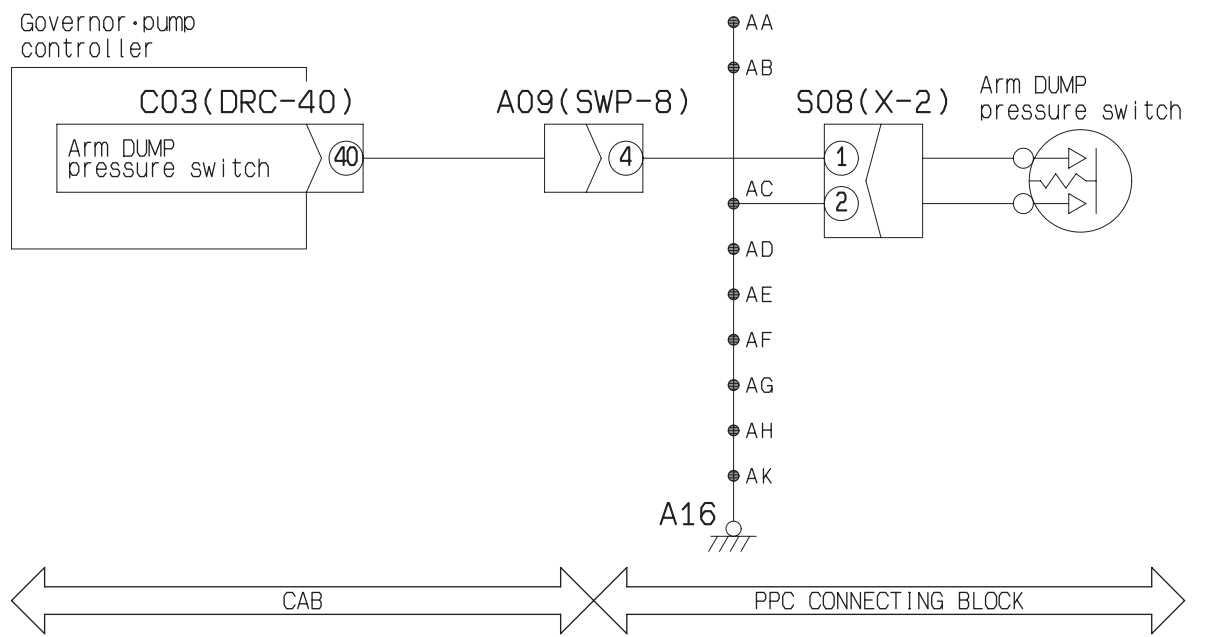 Governor·pump
controller
C03(DRC-40)
Arm DUMP
pressure switch
40
A09(SWP-8)
4
AA
AB
S08(X-2)
1
2
Arm DUMP
pressure switch
AC
AD
AE
AF
AG
AH
AK
A16
CAB
PPC CONNECTING BLOCK